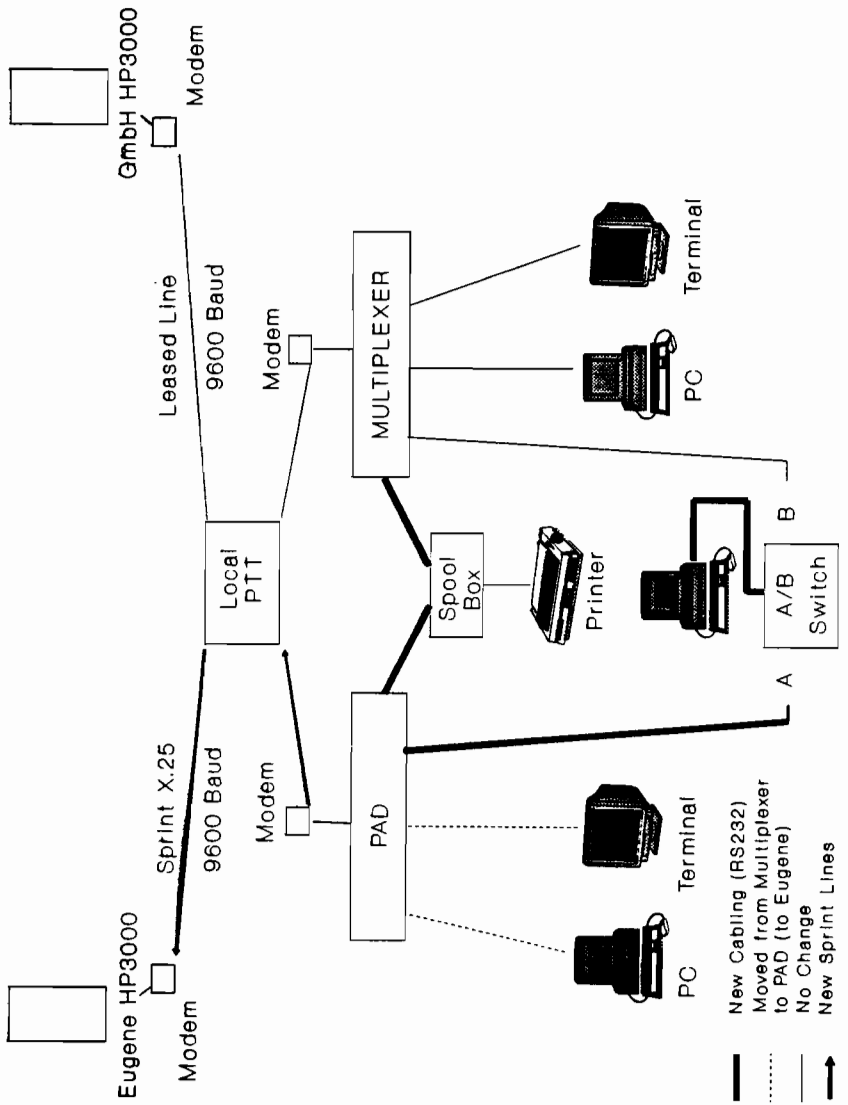 Eugene HP3000
Modem
GmbH HP3000
Modem
Sprint X.25
9600 Baud
Leased Line
9600 Baud
Local
PTT
Modem
Modem
PAD
MULTIPLEXER
Spool
Box
Printer
PC
Terminal
PC
Terminal
A
A/B
Switch
B
New Cabling (RS232)
Moved from Multiplexer
to PAD (to Eugene)
No Change
New Sprint Lines